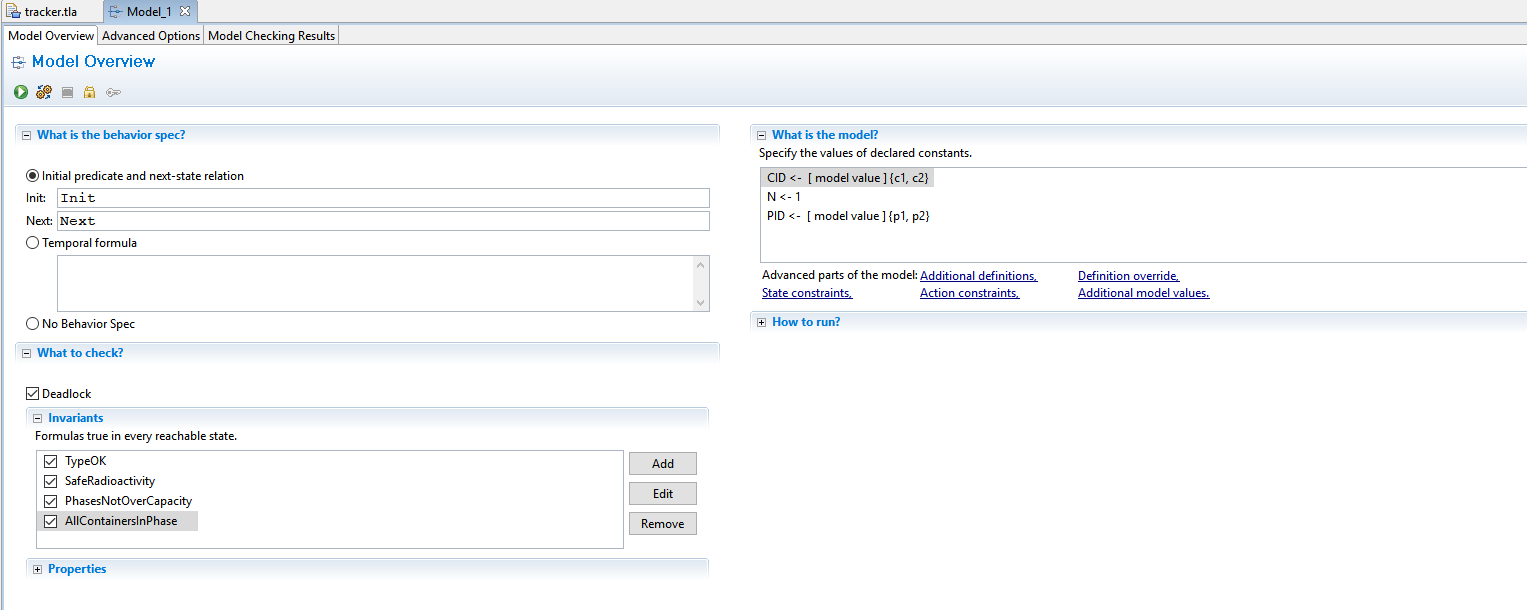 tracker.tla Model_1
Model Overview Advanced Options Model Checking Results
Model Overview
What is the behavior spec?
Initial predicate and next-state relation
Init: Init
Next: Next
Temporal formula
No Behavior Spec
What to check?
Deadlock
Invariants
Formulas true in every reachable state.
TypeOK
SafeRadioactivity
PhasesNotOverCapacity
AllContainersInPhase
Add
Edit
Remove
Properties
What is the model?
Specify the values of declared constants.
CID <- [ model value ] {c1, c2}
N <- 1
PID <- [ model value ] {p1, p2}
Advanced parts of the model: Additional definitions, Definition override,
State constraints, Action constraints, Additional model values.
How to run?